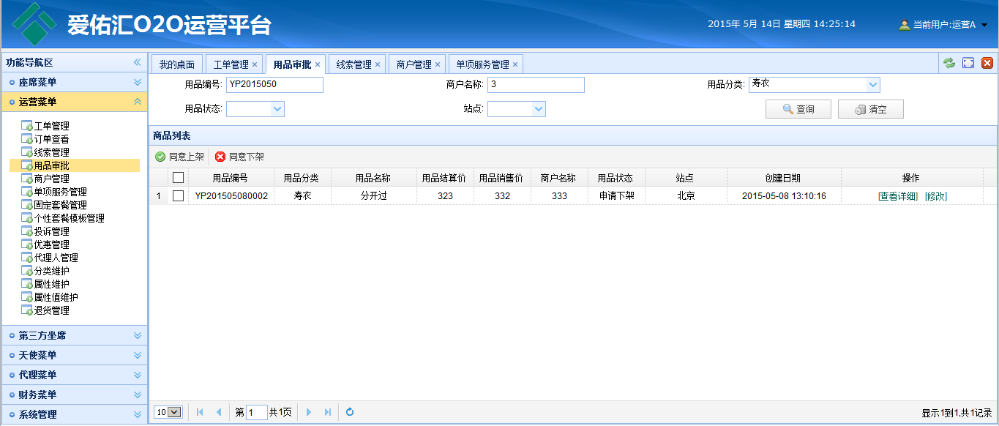 爱佑汇O2O运营平台
2015年 5月 14日 星期四 14:25:14
当前用户:运营A
功能导航区
座席菜单
运营菜单
工单管理
订单查看
线索管理
用品审批
商户管理
单项服务管理
固定套餐管理
个性套餐模板管理
投诉管理
优惠管理
代理人管理
分类维护
属性维护
属性值维护
退货管理
第三方坐席
天使菜单
代理菜单
财务菜单
系统管理
我的桌面 工单管理 × 用品审批 × 线索管理 × 商户管理 × 单项服务管理 ×
用品编号: YP2015050 商户名称: 3 用品分类: 寿衣
用品状态: 站点: 查询 清空
商品列表
同意上架 同意下架
用品编号 用品分类 用品名称 用品结算价 用品销售价 商户名称 用品状态 站点 创建日期 操作
1 YP201505080002 寿衣 分开过 323 332 333 申请下架 北京 2015-05-08 13:10:16 [查看详细] [修改]
10 第 1 共1页 显示1到1,共1记录